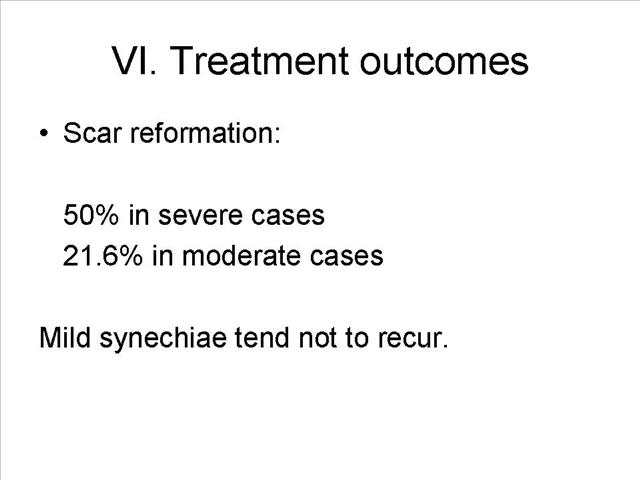 VI. Treatment outcomes
• Scar reformation:
50% in severe cases
21.6% in moderate cases
Mild synechiae tend not to recur.